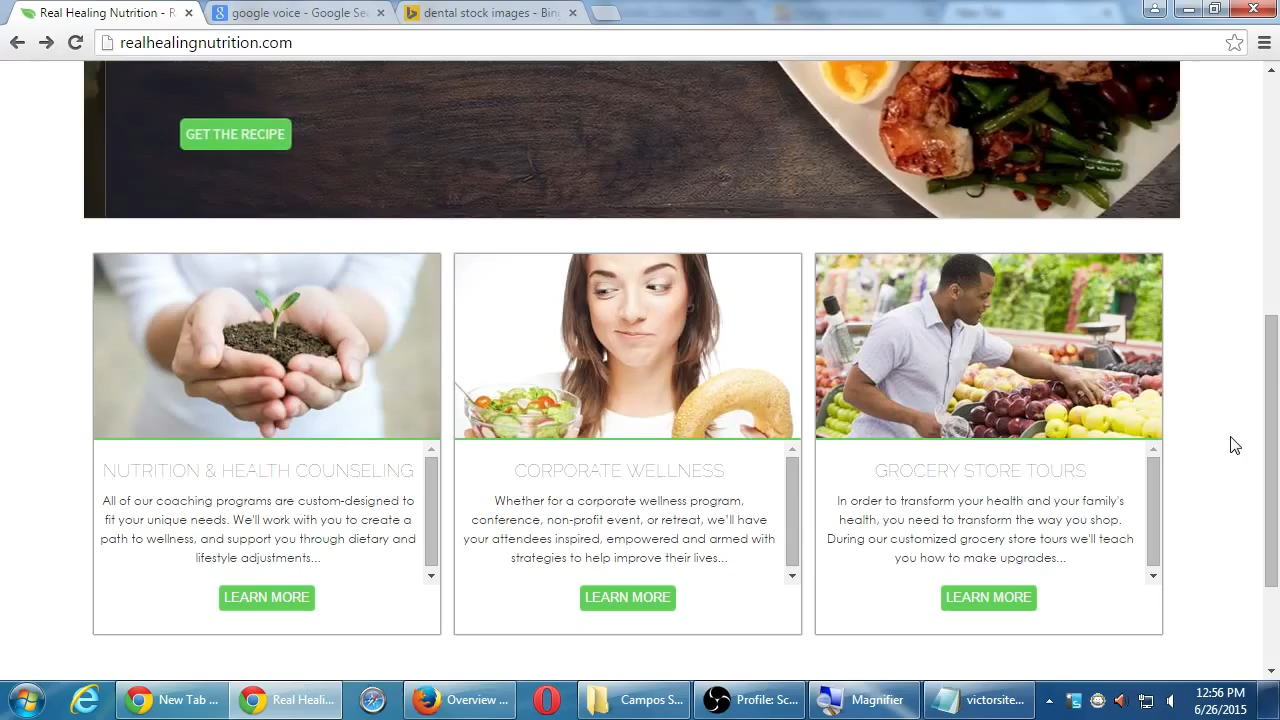 Real Healing Nutrition - R
google voice - Google Sea
dental stock images - Bing
New Tab
realhealingnutrition.com
GET THE RECIPE
NUTRITION & HEALTH COUNSELING
All of our coaching programs are custom-designed to
fit your unique needs. We'll work with you to create a
path to wellness, and support you through dietary and
lifestyle adjustments...
LEARN MORE
CORPORATE WELLNESS
Whether for a corporate wellness program,
conference, non-profit event, or retreat, we'll have
your attendees inspired, empowered and armed with
strategies to help improve their lives...
LEARN MORE
GROCERY STORE TOURS
In order to transform your health and your family's
health, you need to transform the way you shop.
During our customized grocery store tours we'll teach
you how to make upgrades...
LEARN MORE
New Tab ...
Real Heali...
Overview ...
Campos S...
Profile: Sc...
Magnifier
victorsite...
12:56 PM
6/26/2015